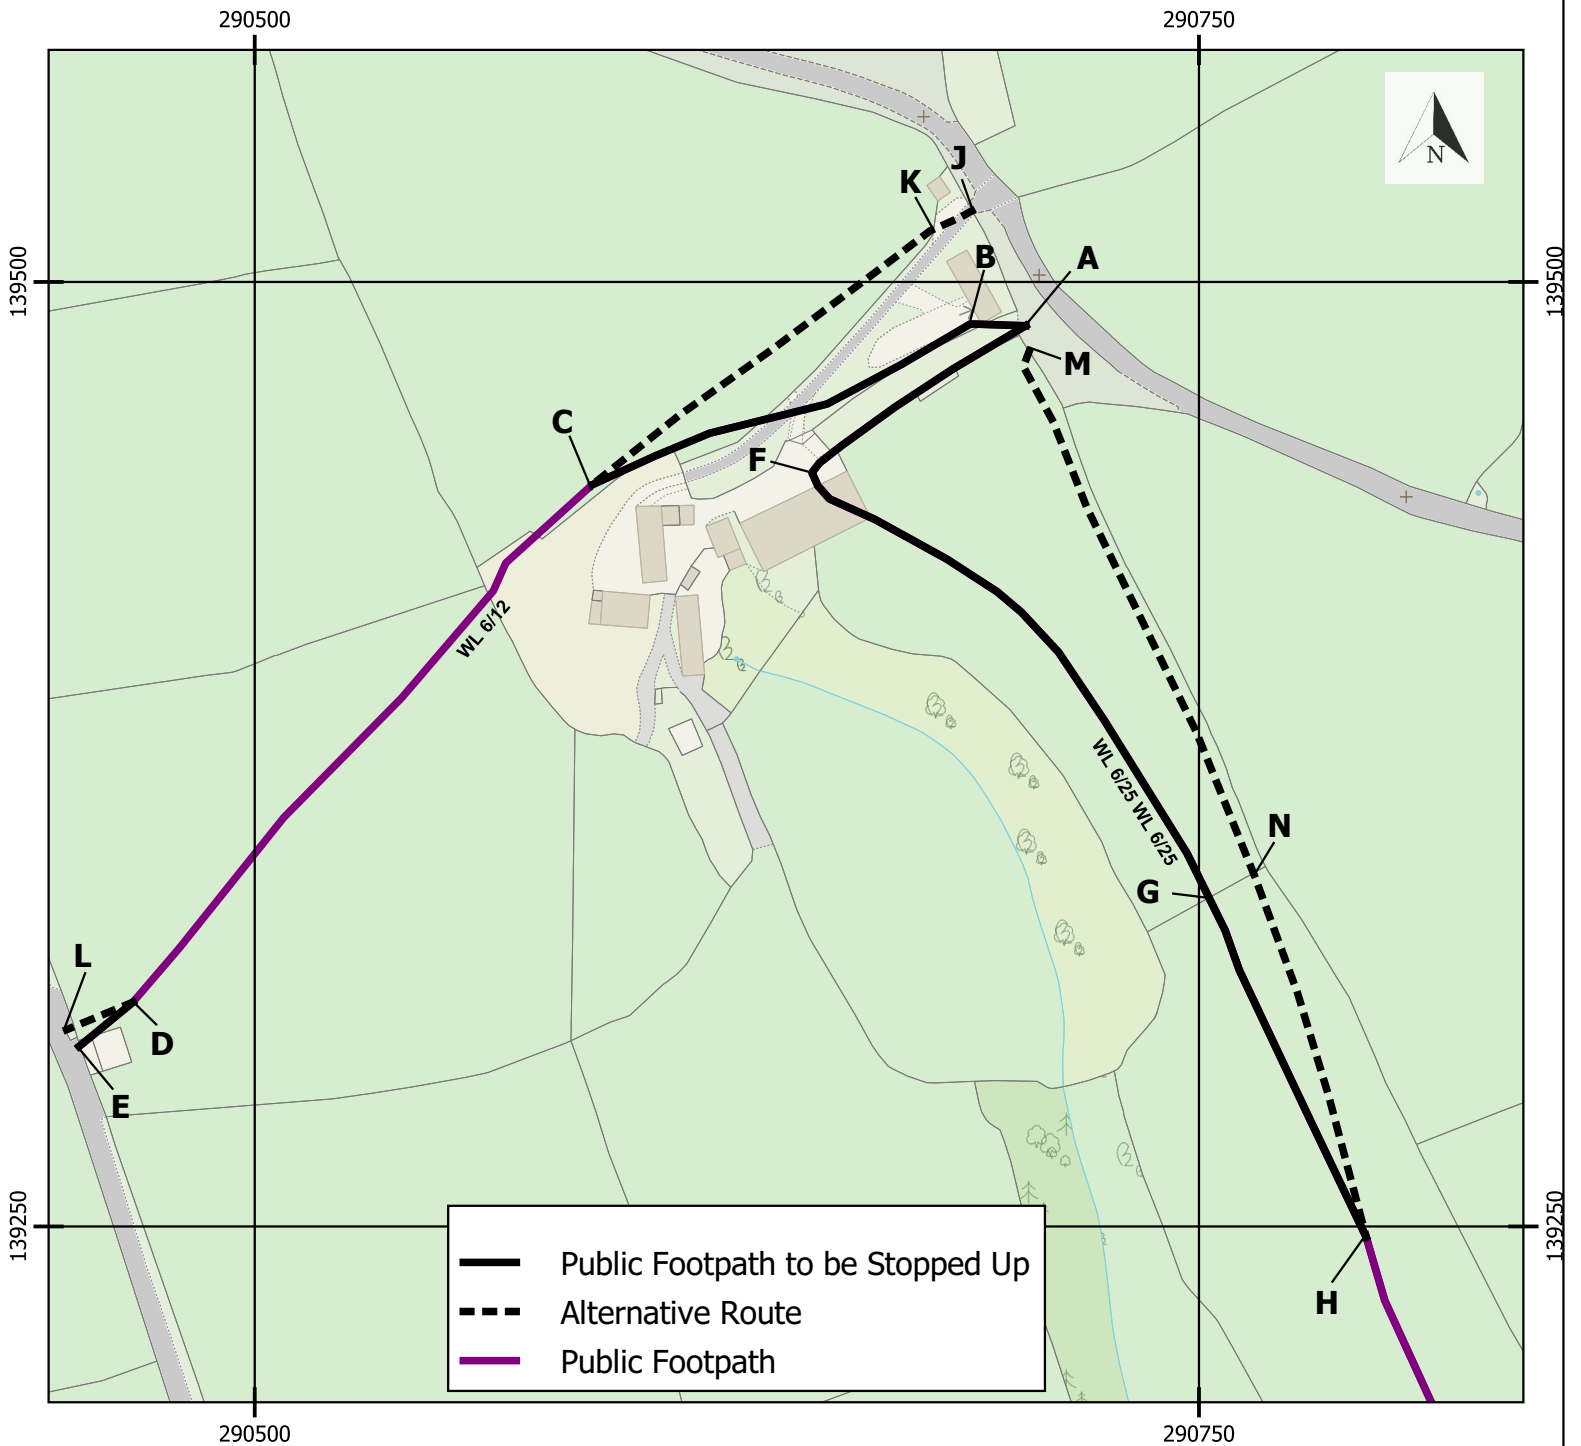 290500
290750
N
J
K
B
A
139500
139500
M
C
F
WL 6/12
WL 6/25 WL 6/25
N
G
L
D
E
139250
139250
H
Public Footpath to be Stopped Up
Alternative Route
Public Footpath
290500
290750